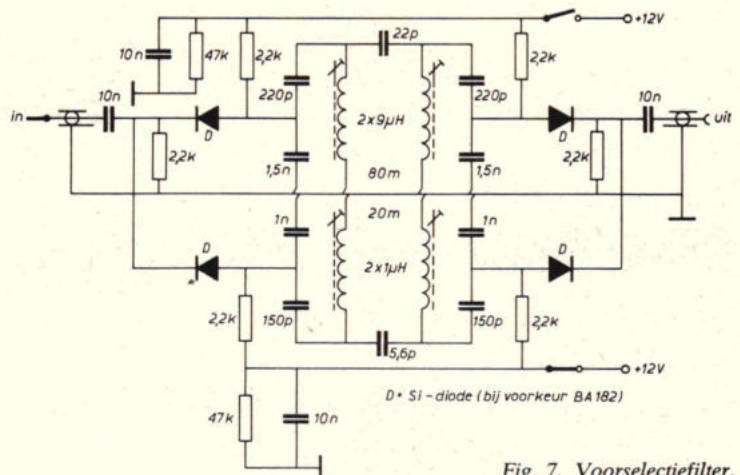 22p
+12V
10n
47k
2,2k
2,2k
220p
220p
10n
10n
in
D
2x9µH
D
uit
2,2k
2,2k
1,5n
80m
1,5n
20m
1n
1n
D
2x1µH
D
2,2k
150p
150p
2,2k
5,6p
+12V
D = Si-diode (bij voorkeur BA182)
47k
10n
Fig. 7. Voorselectiefilter.